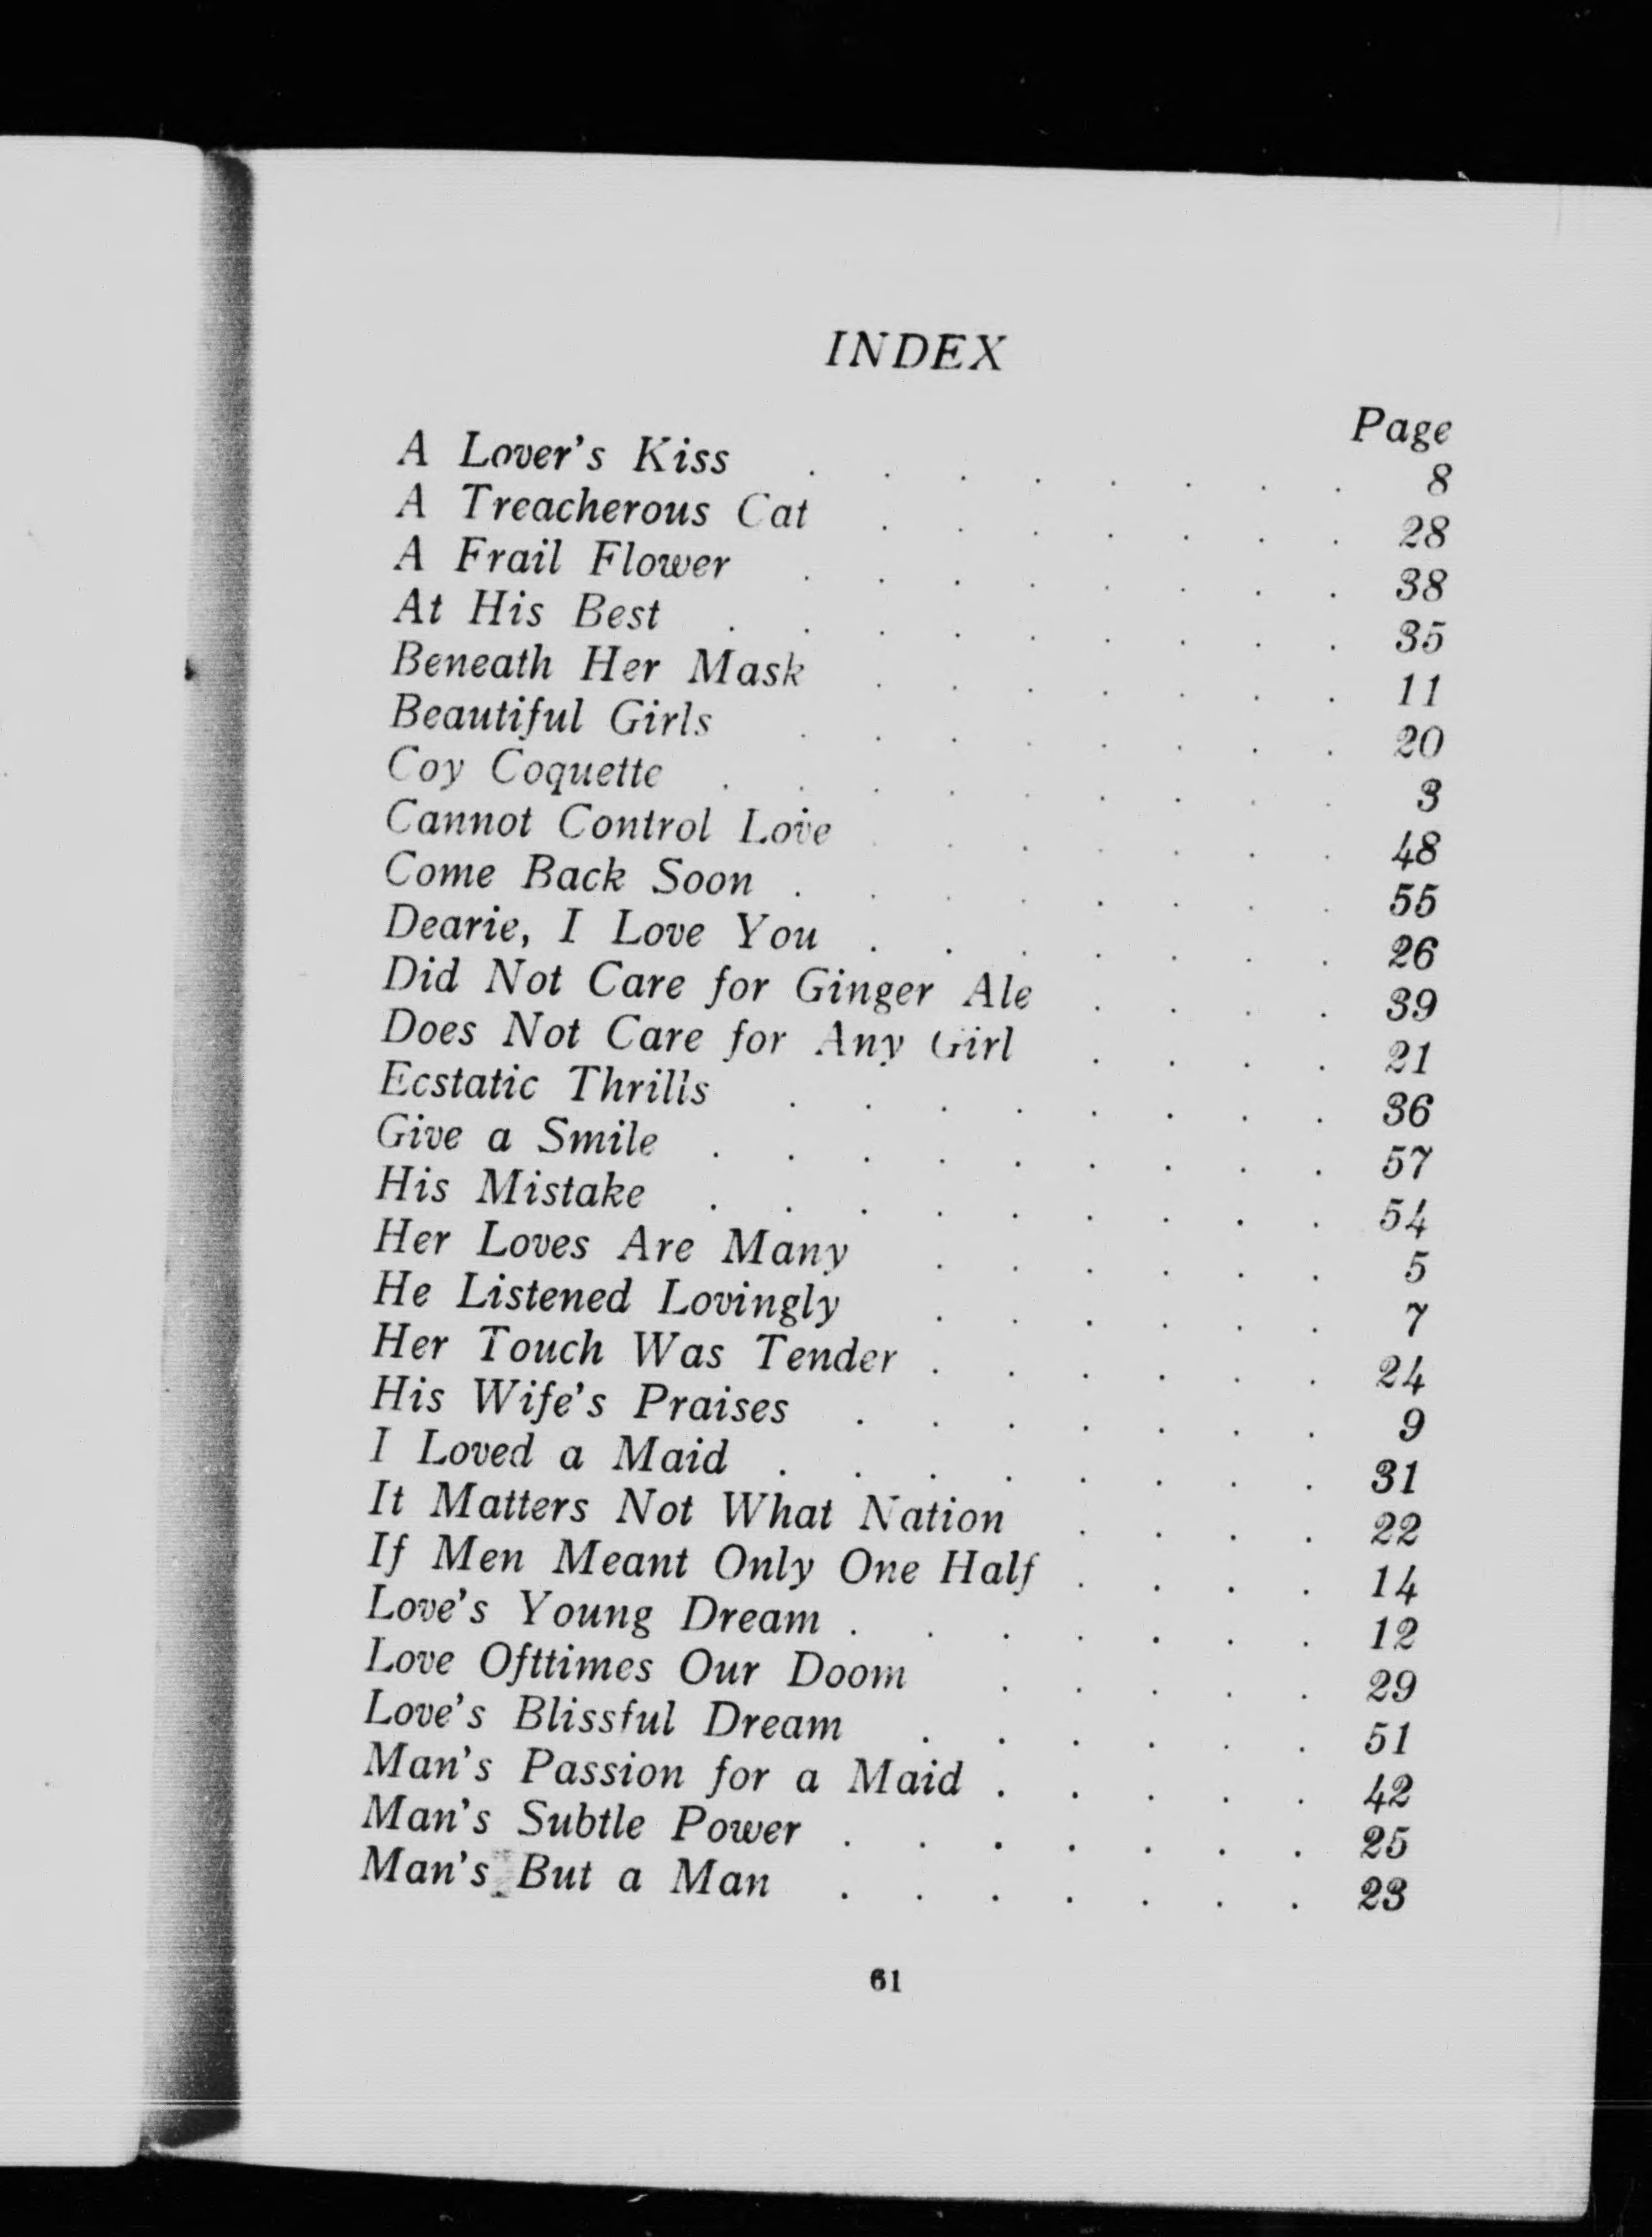 INDEX
Page
A Lover's Kiss . . . . . . . . 8
A Treacherous Cat . . . . . . . 28
A Frail Flower . . . . . . . . 38
At His Best . . . . . . . . . 35
Beneath Her Mask . . . . . . . 11
Beautiful Girls . . . . . . . . 20
Coy Coquette . . . . . . . . . 3
Cannot Control Love . . . . . . . 48
Come Back Soon . . . . . . . . 55
Dearie, I Love You . . . . . . . 26
Did Not Care for Ginger Ale . . . . 39
Does Not Care for Any Girl . . . . 21
Ecstatic Thrills . . . . . . . . 36
Give a Smile . . . . . . . . . 57
His Mistake . . . . . . . . . 54
Her Loves Are Many . . . . . . 5
He Listened Lovingly . . . . . . 7
Her Touch Was Tender . . . . . . 24
His Wife's Praises . . . . . . . 9
I Loved a Maid . . . . . . . . 31
It Matters Not What Nation . . . . 22
If Men Meant Only One Half . . . . 14
Love's Young Dream . . . . . . . 12
Love Ofttimes Our Doom . . . . . 29
Love's Blissful Dream . . . . . . 51
Man's Passion for a Maid . . . . . 42
Man's Subtle Power . . . . . . . 25
Man's But a Man . . . . . . . 23
61